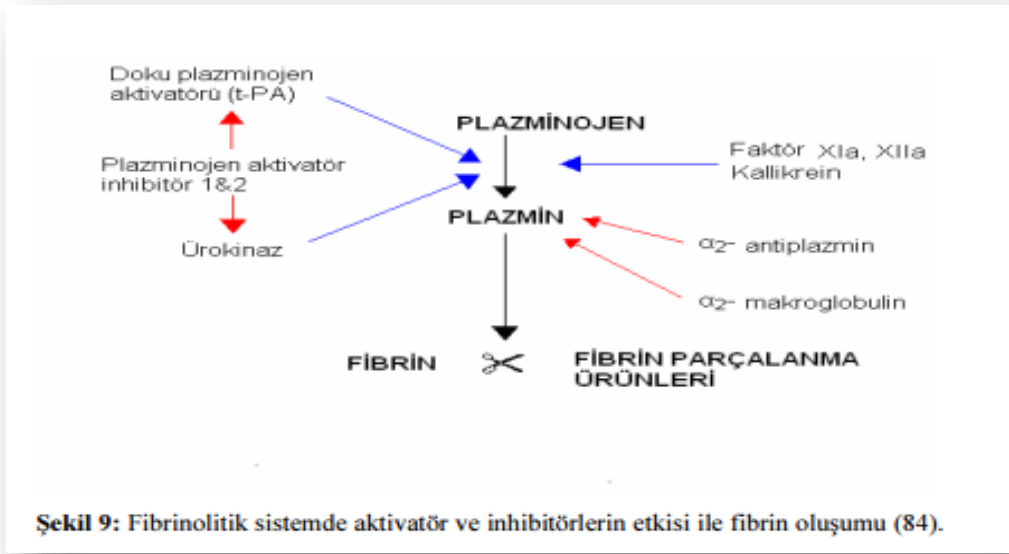 Doku plazminojen
aktivatörü (t-PA)
PLAZMİNOJEN
Plazminojen aktivatör
inhibitör 1&2
Faktör XIa, XIIa
Kallikrein
PLAZMİN
Ürokinaz
α2- antiplazmin
α2- makroglobulin
FİBRİN
FİBRİN PARÇALANMA
ÜRÜNLERİ
Şekil 9: Fibrinolitik sistemde aktivatör ve inhibitörlerin etkisi ile fibrin oluşumu (84).